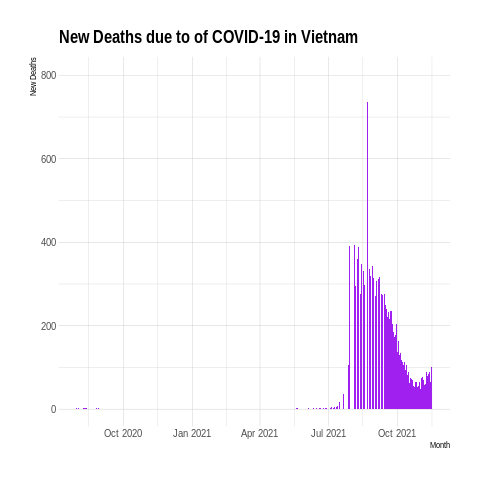 New Deaths due to of COVID-19 in Vietnam
New Deaths
800
600
400
200
0
Oct 2020 Jan 2021 Apr 2021 Jul 2021 Oct 2021
Month